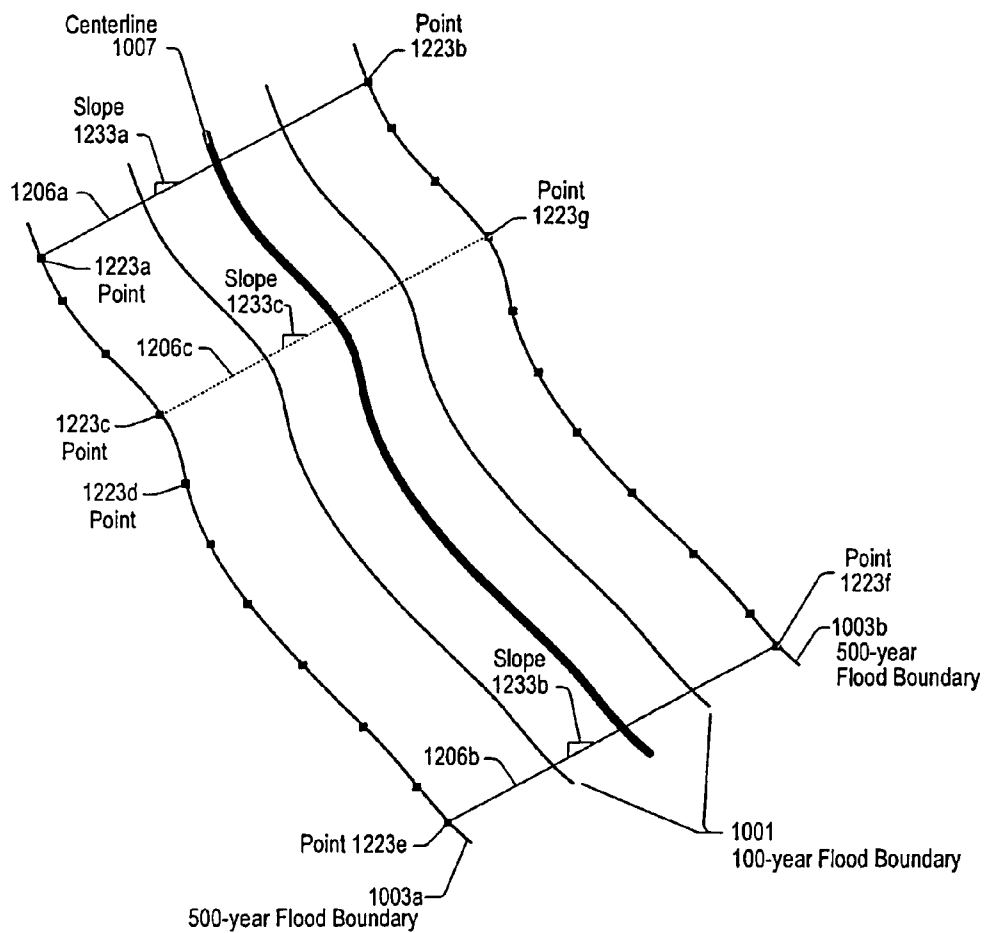 Centerline
1007
Point
1223b
Slope
1233a
1206a
Point
1223g
1223a
Point
Slope
1233c
1206c
1223c
Point
1223d
Point
Point
1223f
1003b
500-year
Flood Boundary
Slope
1233b
1206b
Point 1223e
1001
100-year Flood Boundary
1003a
500-year Flood Boundary